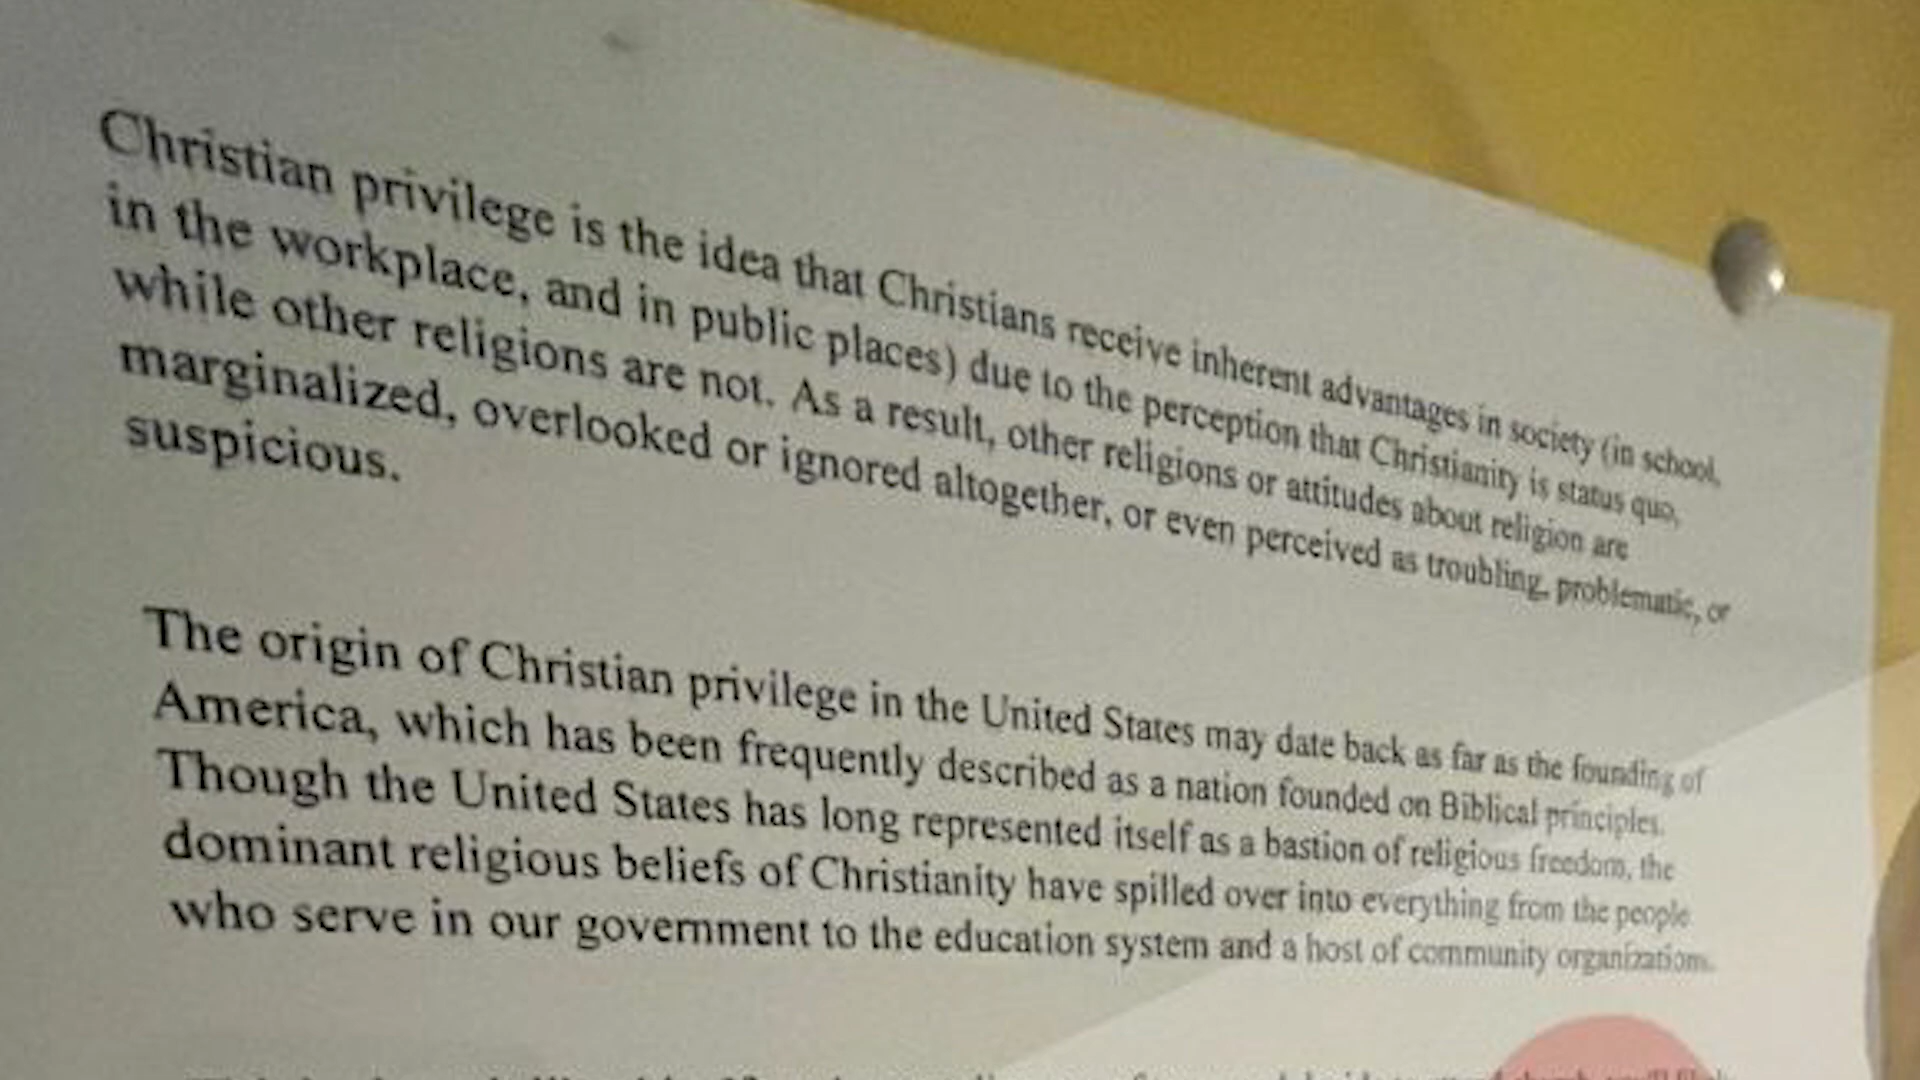 Christian privilege is the idea that Christians receive inherent advantages in society (in school,
in the workplace, and in public places) due to the perception that Christianity is status quo,
while other religions are not. As a result, other religions or attitudes about religion are
marginalized, overlooked or ignored altogether, or even perceived as troubling, problematic, or
suspicious.
The origin of Christian privilege in the United States may date back as far as the founding of
America, which has been frequently described as a nation founded on Biblical principles.
Though the United States has long represented itself as a bastion of religious freedom, the
dominant religious beliefs of Christianity have spilled over into everything from the people
who serve in our government to the education system and a host of community organizations.